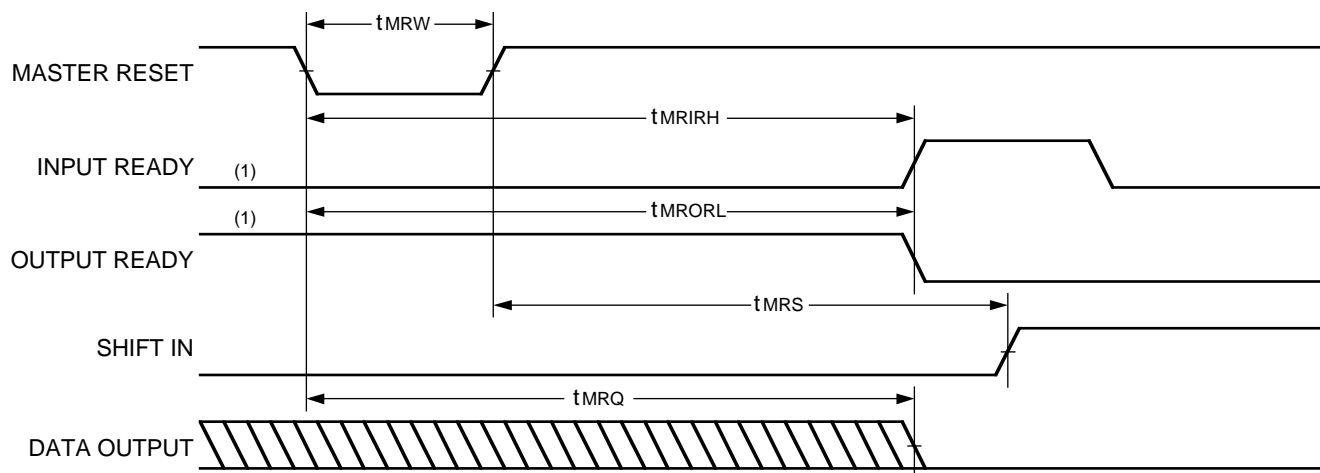 tMRW
MASTER RESET
tMRIRH
INPUT READY (1)
tMRORL
(1)
OUTPUT READY
tMRS
SHIFT IN
tMRQ
DATA OUTPUT